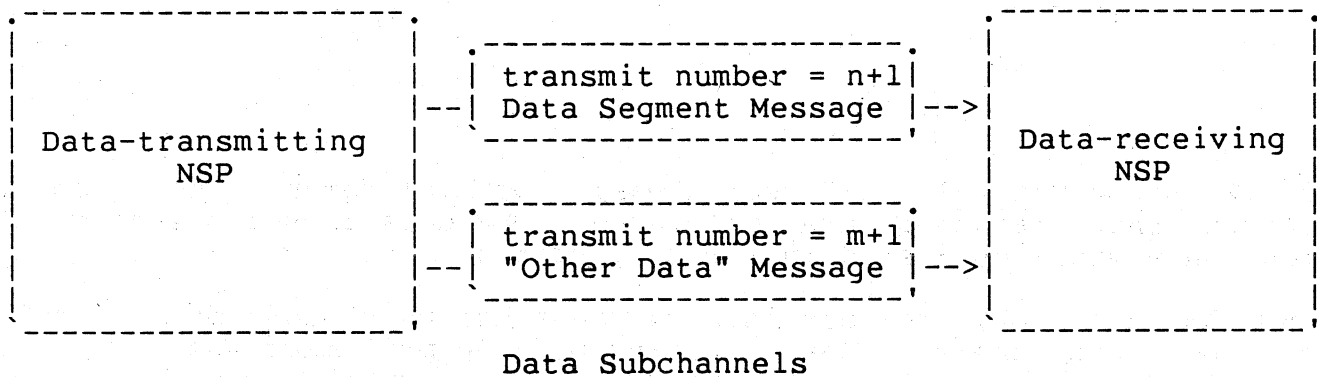 transmit number = n+1
Data Segment Message
Data-transmitting
NSP
Data-receiving
NSP
transmit number = m+1
"Other Data" Message
Data Subchannels